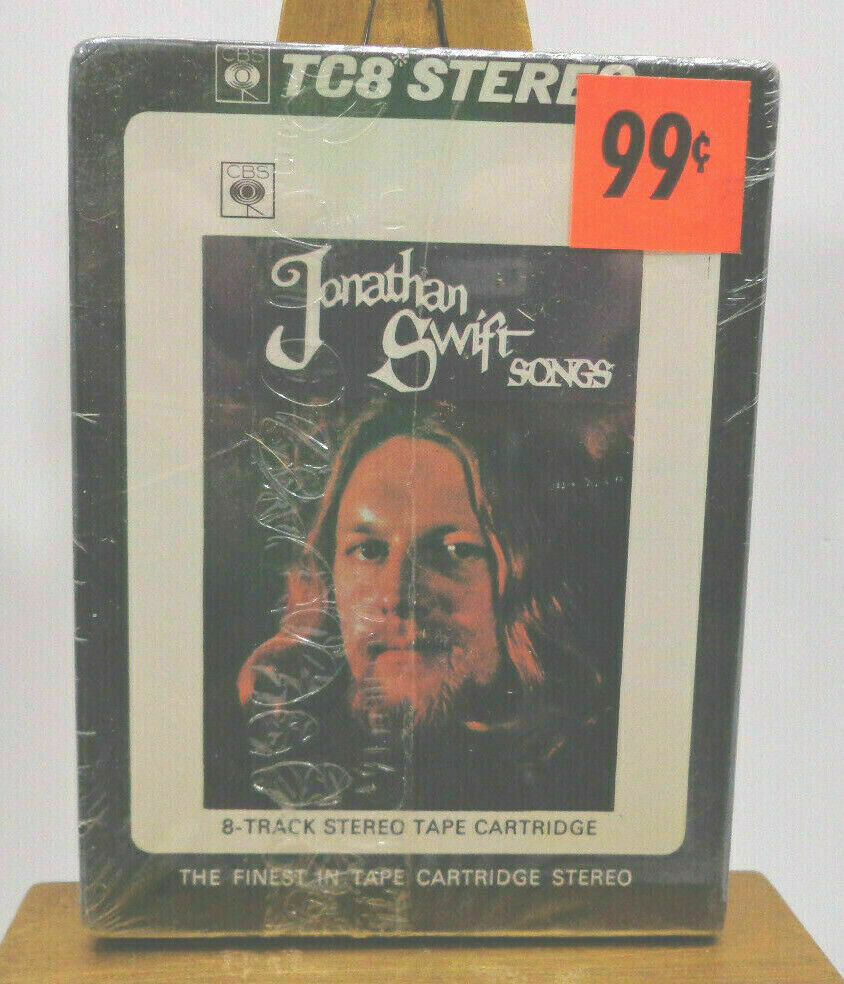 CBS TC8 STEREO
99¢
CBS
Jonathan
Swift
SONGS
8-TRACK STEREO TAPE CARTRIDGE
THE FINEST IN TAPE CARTRIDGE STEREO